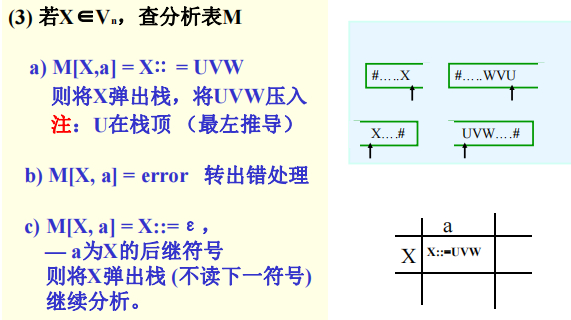 (3) 若X∈Vₙ，查分析表M
a) M[X,a] = X∷ = UVW
则将X弹出栈，将UVW压入
注：U在栈顶 （最左推导）
b) M[X, a] = error 转出错处理
c) M[X, a] = X::= ε，
— a为X的后继符号
则将X弹出栈 (不读下一符号)
继续分析。
#…..X
#…..WVU
X….#
UVW….#
a
X
X::=UVW